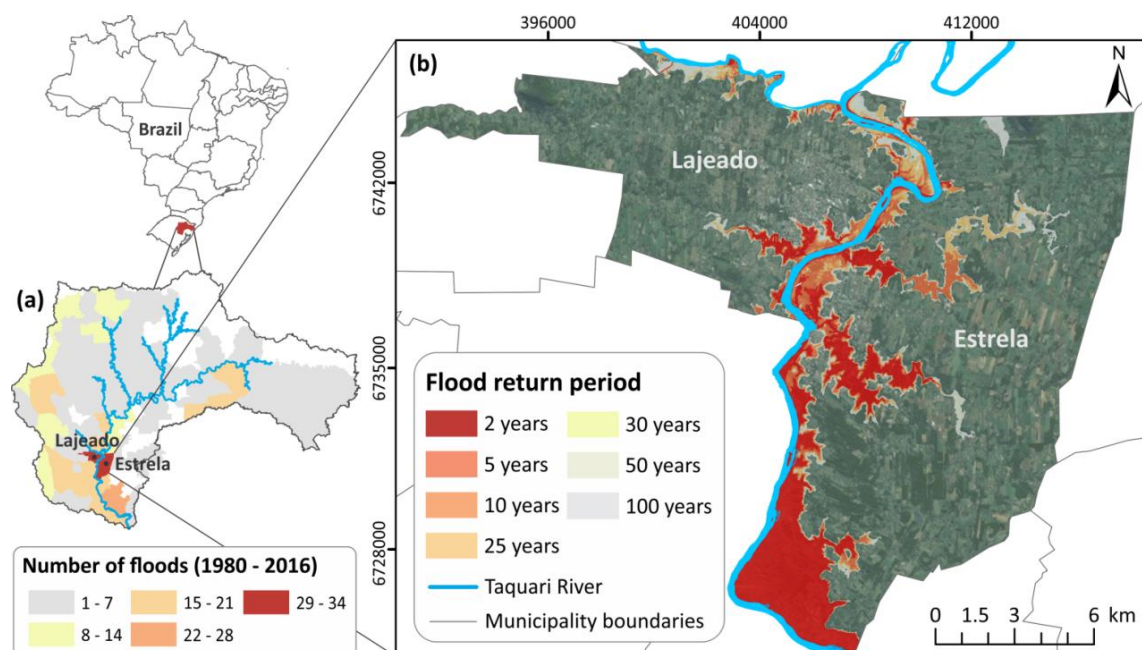 396000
404000
412000
(a)
(b)
N
Brazil
Lajeado
6742000
(a)
Estrela
6735000
Lajeado
Estrela
Flood return period
2 years
30 years
5 years
50 years
10 years
100 years
25 years
6728000
Taquari River
Municipality boundaries
Number of floods (1980 - 2016)
1 - 7
15 - 21
29 - 34
8 - 14
22 - 28
0 1.5 3 6 km